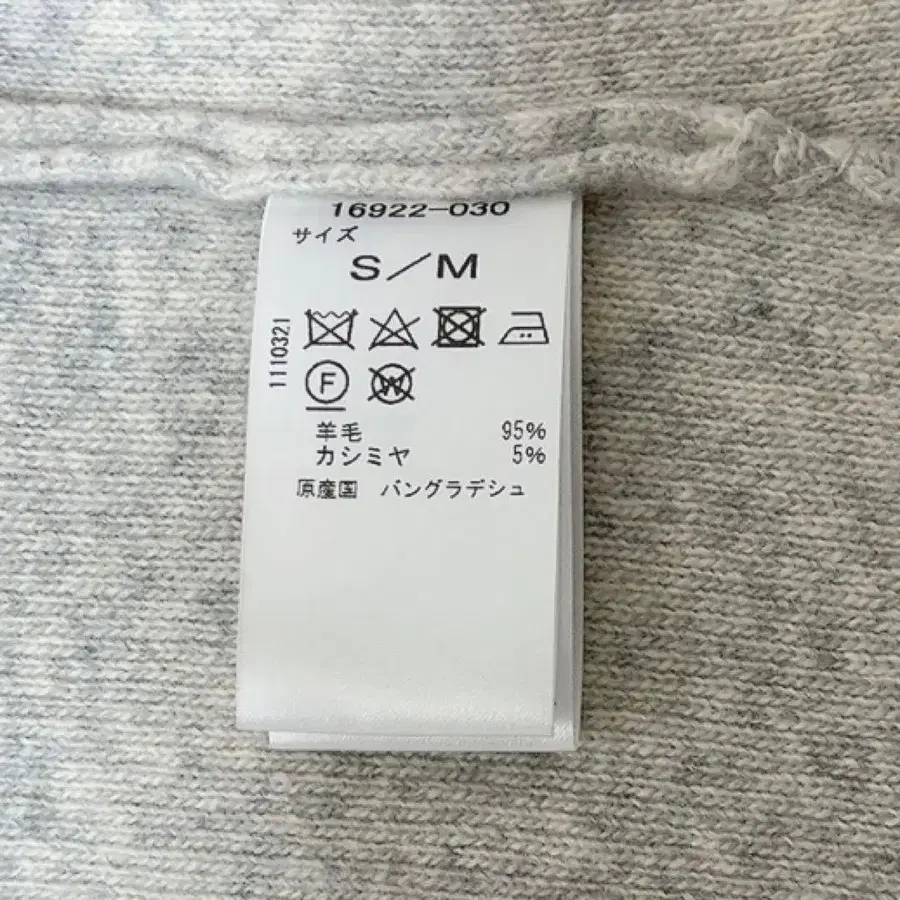 16922-030
サイズ
S/M
1110321
F
W
羊毛 95%
カシミヤ 5%
原産国 バングラデシュ